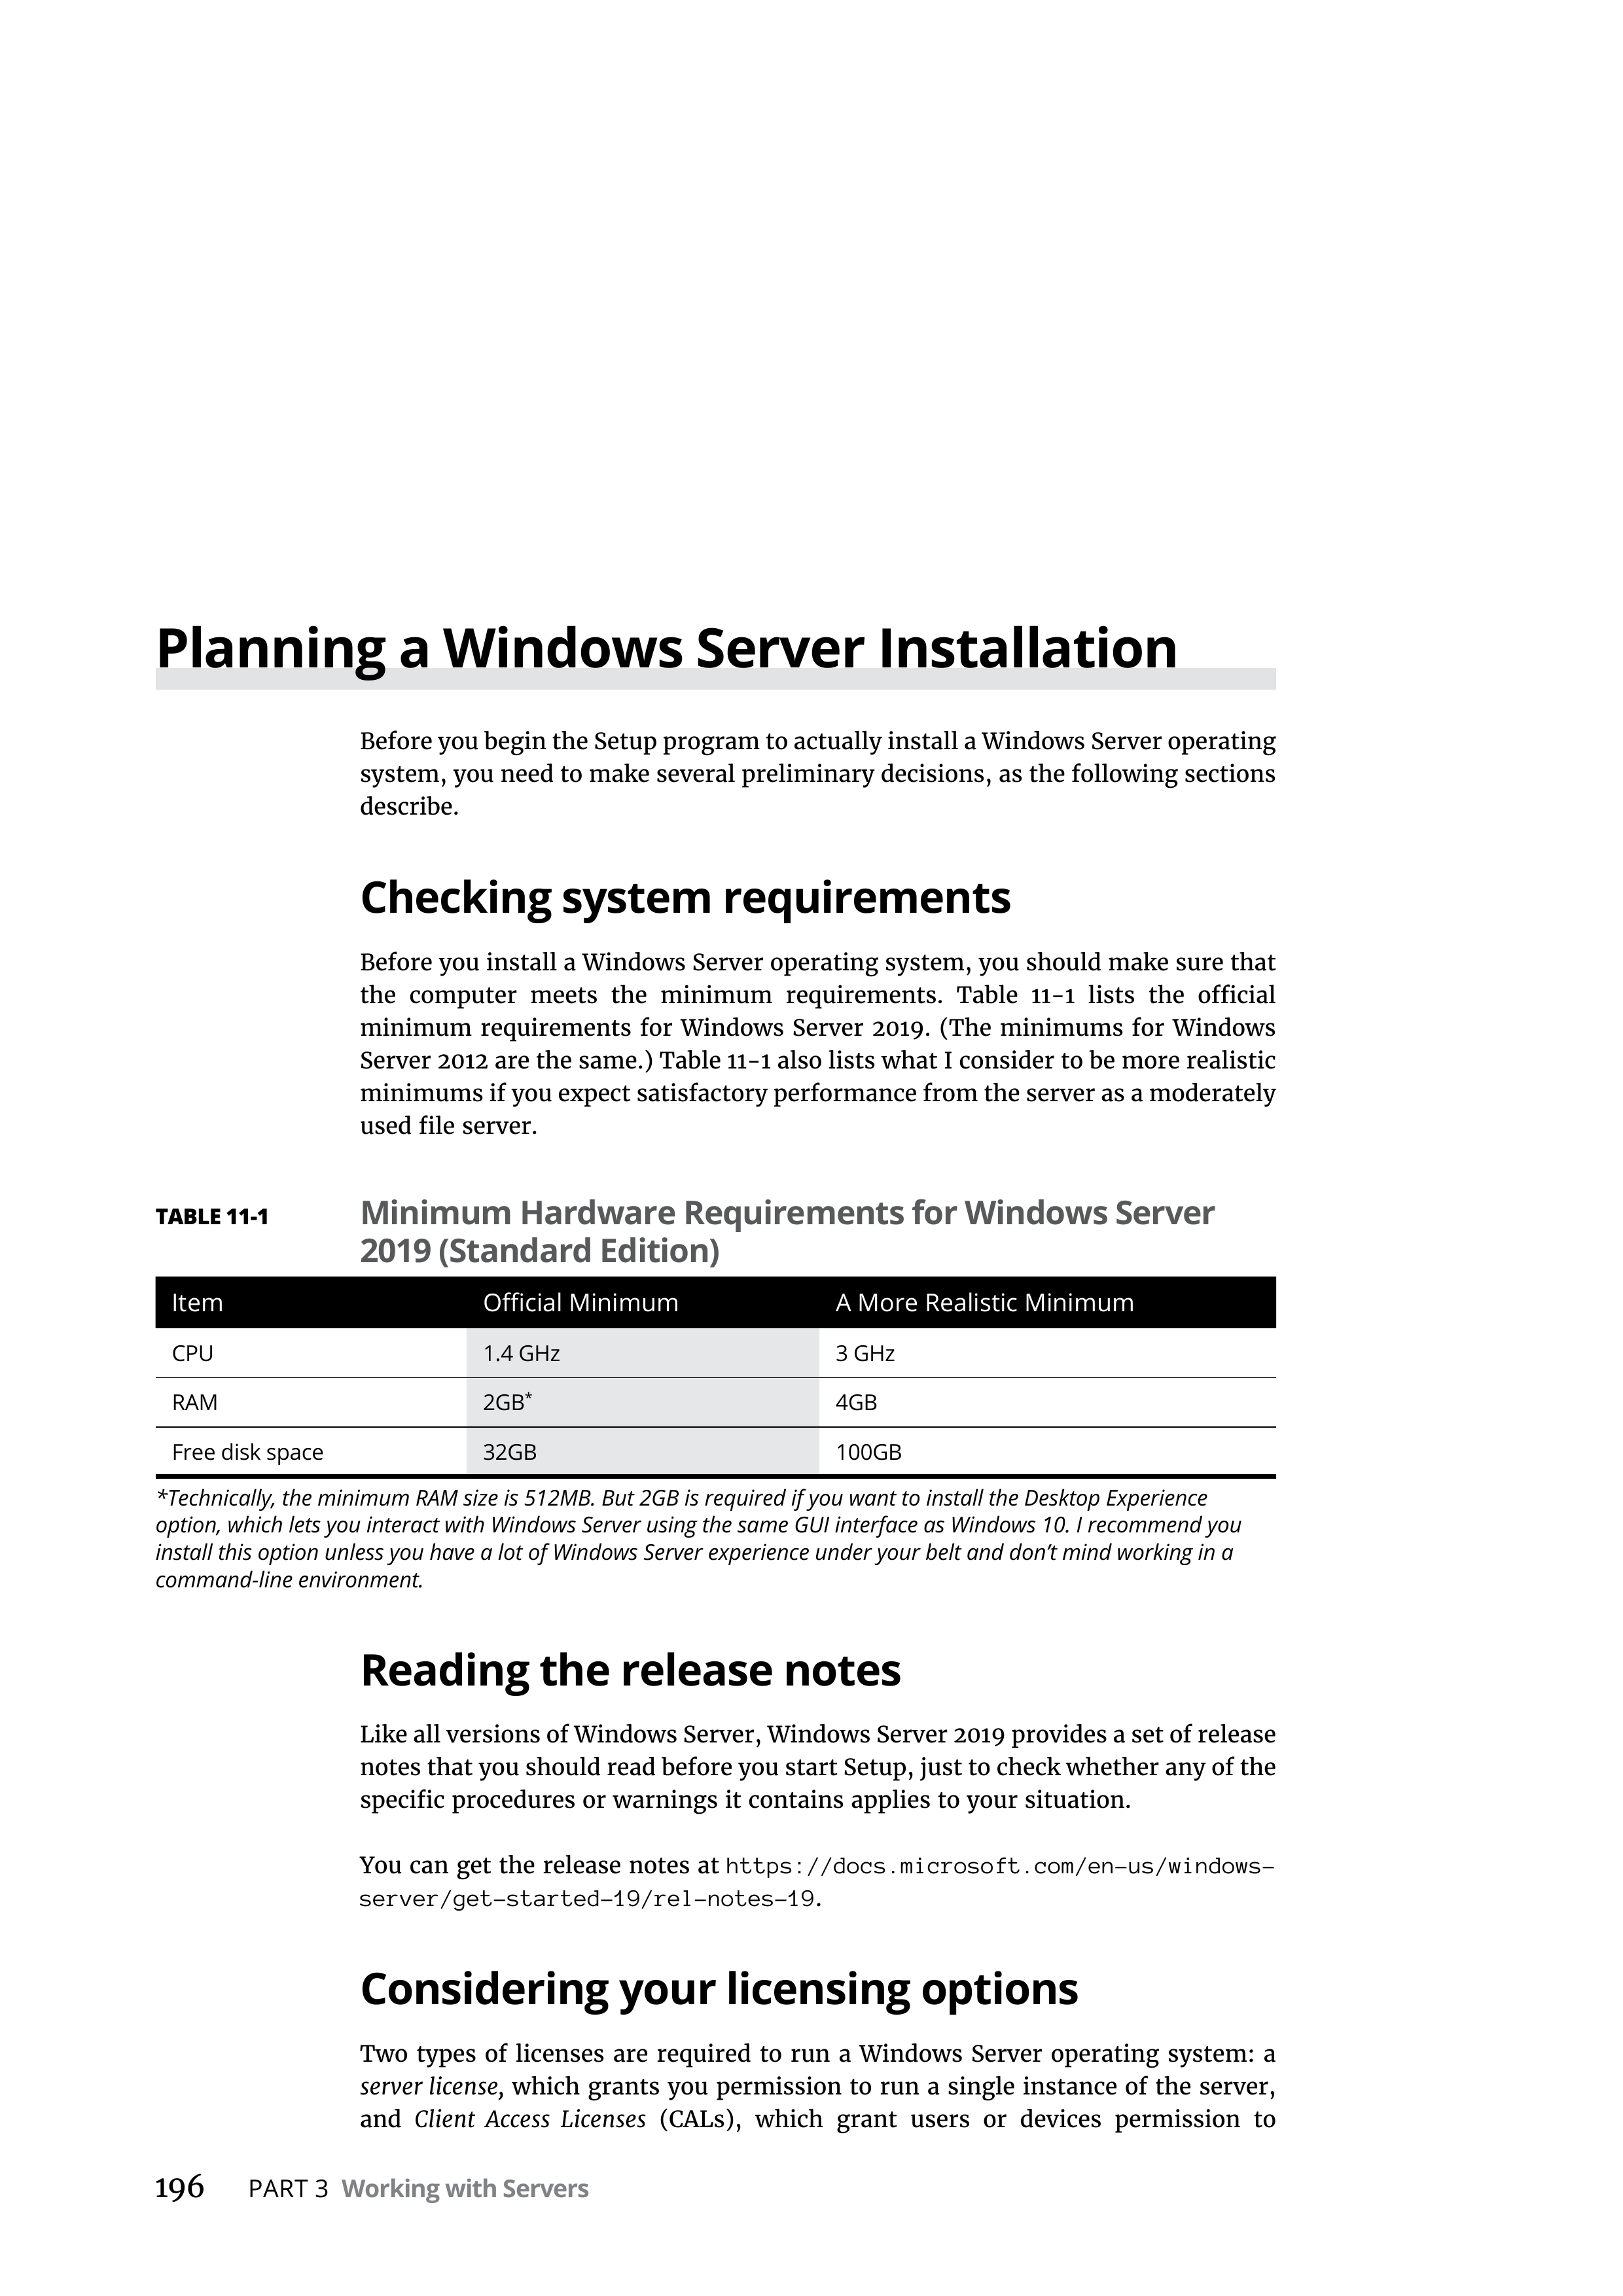 Planning a Windows Server Installation
Before you begin the Setup program to actually install a Windows Server operating
system, you need to make several preliminary decisions, as the following sections
describe.
Checking system requirements
Before you install a Windows Server operating system, you should make sure that
the computer meets the minimum requirements. Table 11-1 lists the official
minimum requirements for Windows Server 2019. (The minimums for Windows
Server 2012 are the same.) Table 11-1 also lists what I consider to be more realistic
minimums if you expect satisfactory performance from the server as a moderately
used file server.
TABLE 11-1 Minimum Hardware Requirements for Windows Server
2019 (Standard Edition)
Item Official Minimum A More Realistic Minimum
CPU 1.4 GHz 3 GHz
RAM 2GB* 4GB
Free disk space 32GB 100GB
*Technically, the minimum RAM size is 512MB. But 2GB is required if you want to install the Desktop Experience
option, which lets you interact with Windows Server using the same GUI interface as Windows 10. I recommend you
install this option unless you have a lot of Windows Server experience under your belt and don’t mind working in a
command-line environment.
Reading the release notes
Like all versions of Windows Server, Windows Server 2019 provides a set of release
notes that you should read before you start Setup, just to check whether any of the
specific procedures or warnings it contains applies to your situation.
You can get the release notes at https://docs.microsoft.com/en-us/windows-
server/get-started-19/rel-notes-19.
Considering your licensing options
Two types of licenses are required to run a Windows Server operating system: a
server license, which grants you permission to run a single instance of the server,
and Client Access Licenses (CALs), which grant users or devices permission to
196 PART 3 Working with Servers